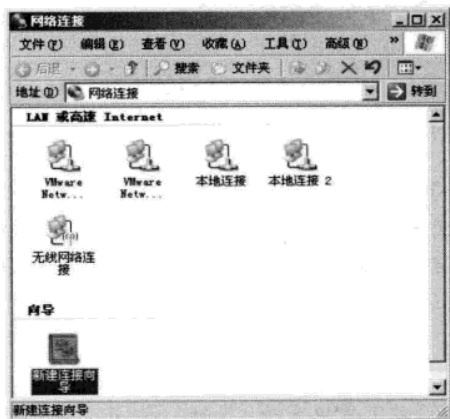 网络连接
文件(F) 编辑(E) 查看(V) 收藏(A) 工具(T) 高级(N) »
后退 搜索 文件夹
地址(D) 网络连接 转到
LAN 或高速 Internet
VMware Netw... VMware Netw... 本地连接 本地连接 2
无线网络连接
向导
新建连接向导...
新建连接向导